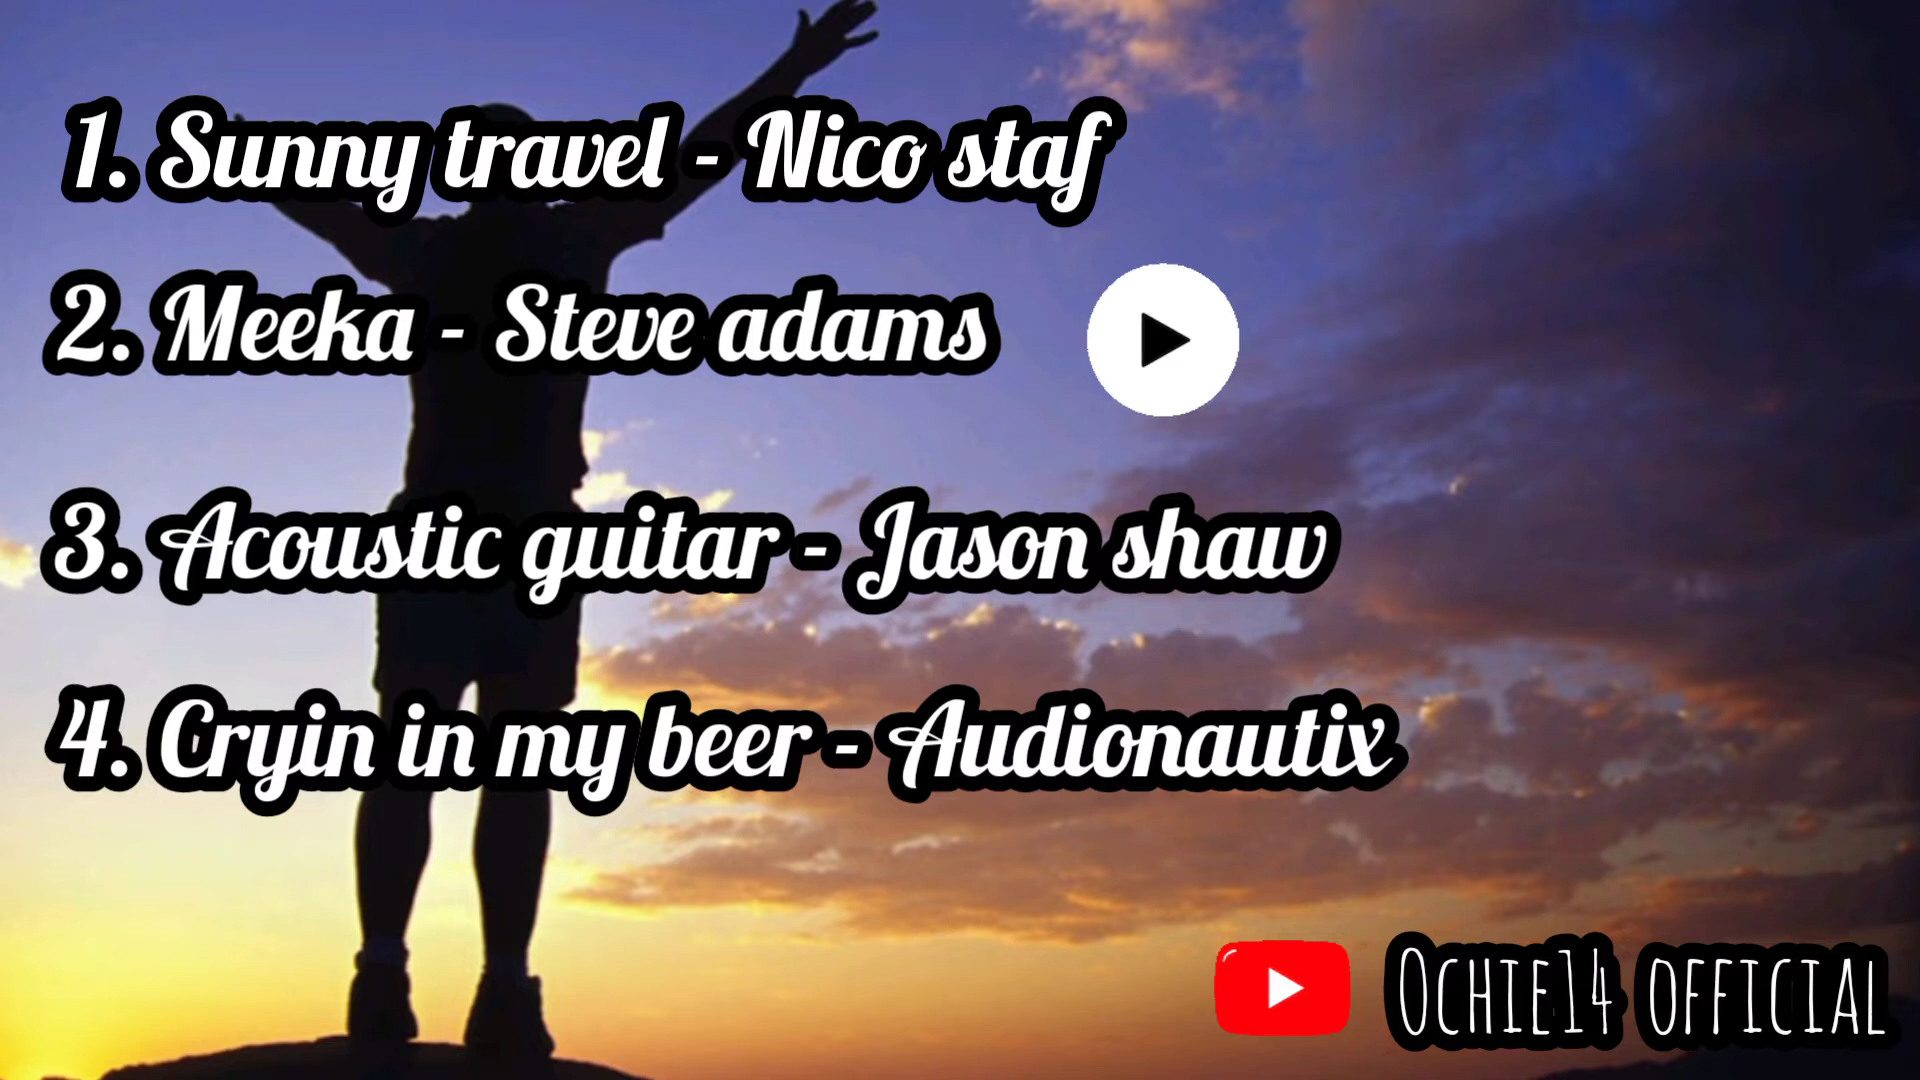 1. Sunny travel - Nico staf
2. Meeka - Steve adams
3. Acoustic guitar - Jason shaw
4. Cryin in my beer - Audionautix
Ochie14 official